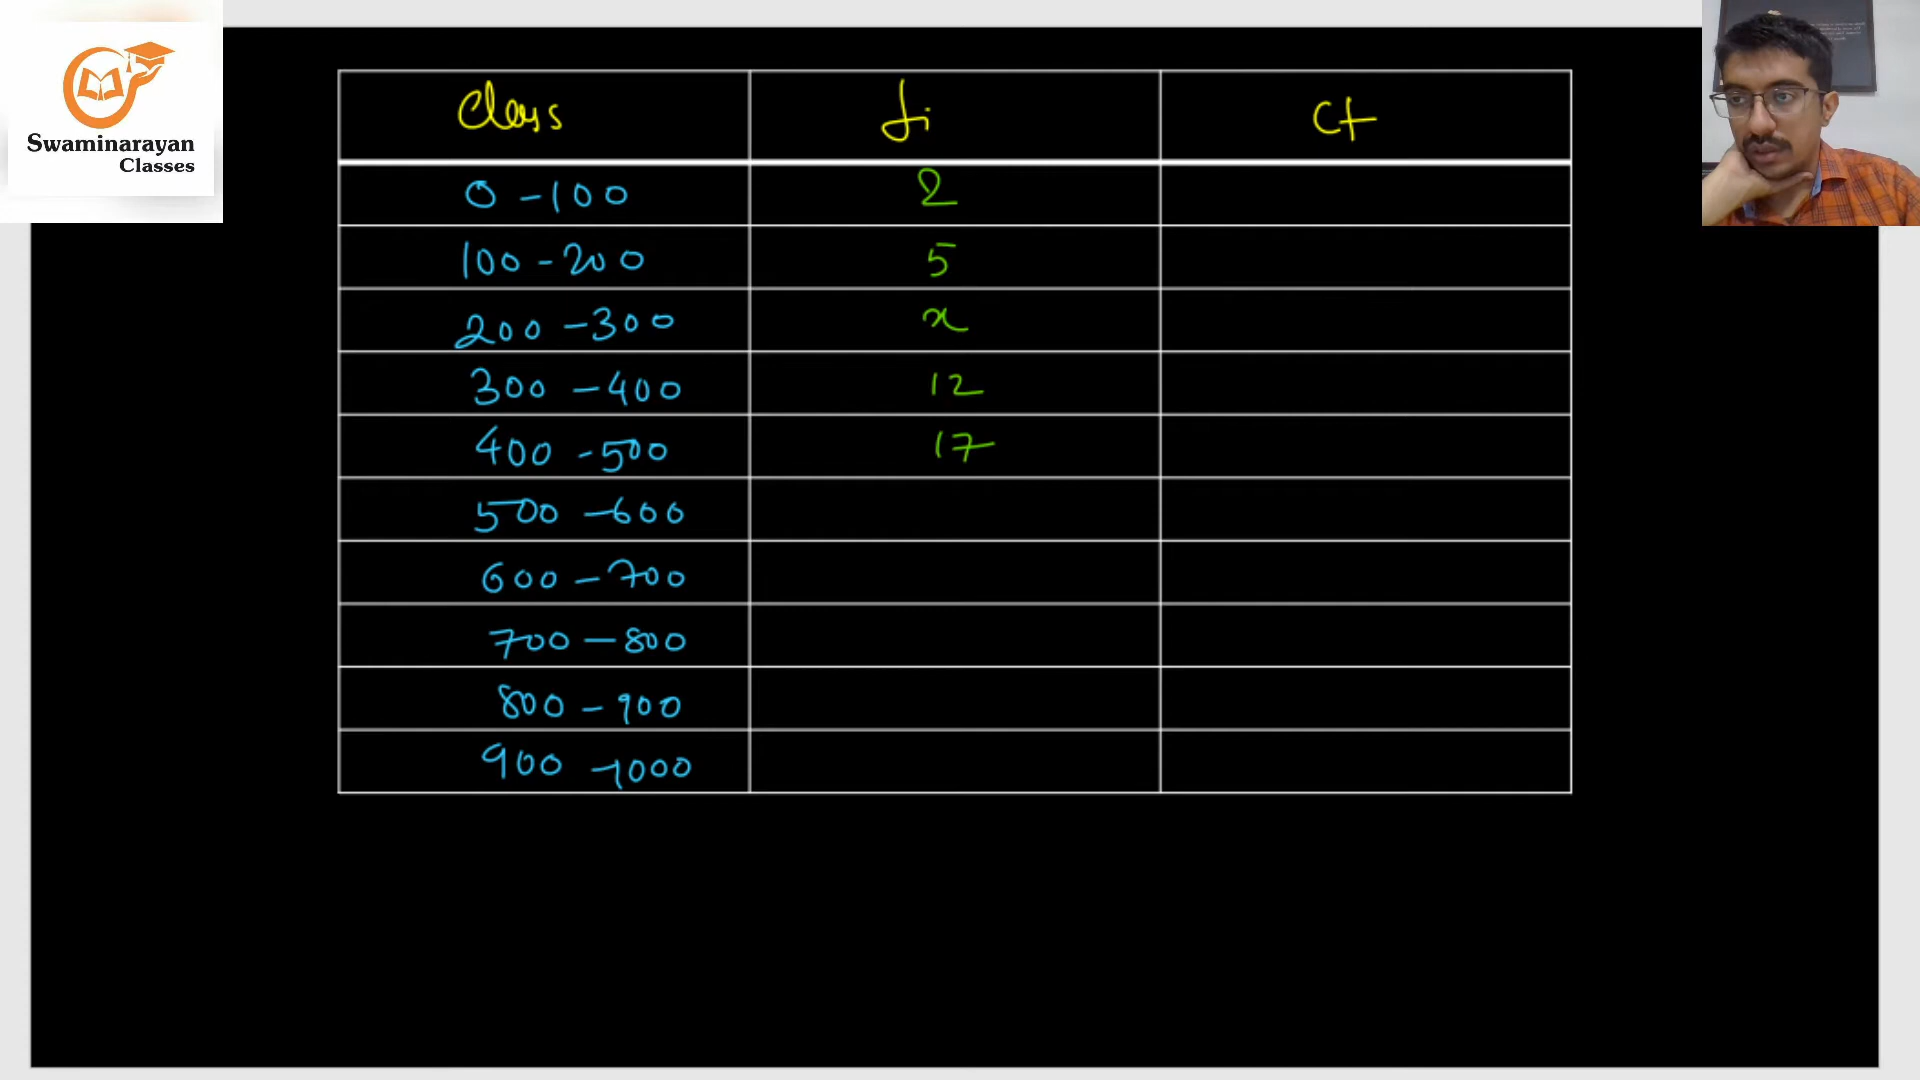 Swaminarayan
Classes
Class fi cf
0 - 100 2
100 - 200 5
200 - 300 x
300 - 400 12
400 - 500 17
500 - 600
600 - 700
700 - 800
800 - 900
900 - 1000